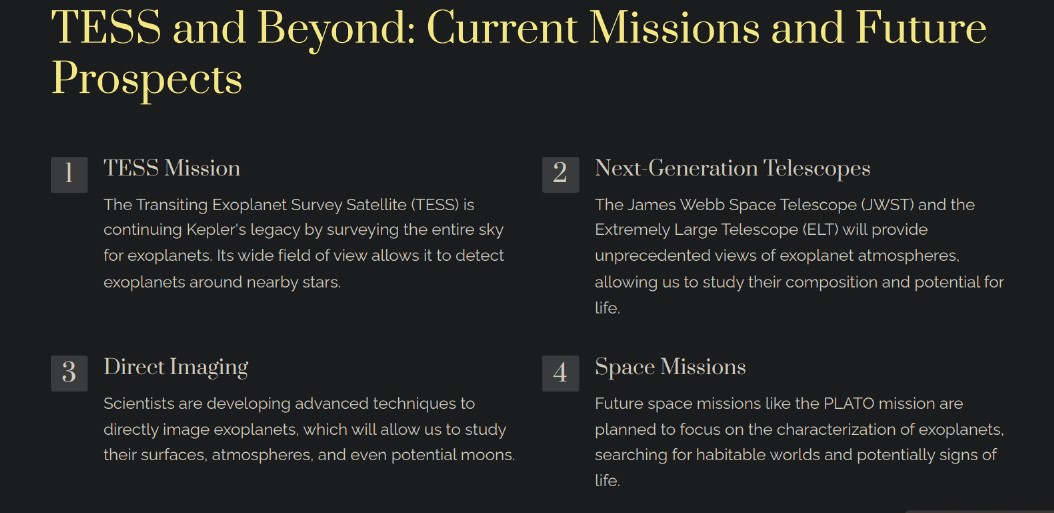 TESS and Beyond: Current Missions and Future
Prospects
1
TESS Mission
The Transiting Exoplanet Survey Satellite (TESS) is
continuing Kepler's legacy by surveying the entire sky
for exoplanets. Its wide field of view allows it to detect
exoplanets around nearby stars.
2
Next-Generation Telescopes
The James Webb Space Telescope (JWST) and the
Extremely Large Telescope (ELT) will provide
unprecedented views of exoplanet atmospheres,
allowing us to study their composition and potential for
life.
3
Direct Imaging
Scientists are developing advanced techniques to
directly image exoplanets, which will allow us to study
their surfaces, atmospheres, and even potential moons.
4
Space Missions
Future space missions like the PLATO mission are
planned to focus on the characterization of exoplanets,
searching for habitable worlds and potentially signs of
life.